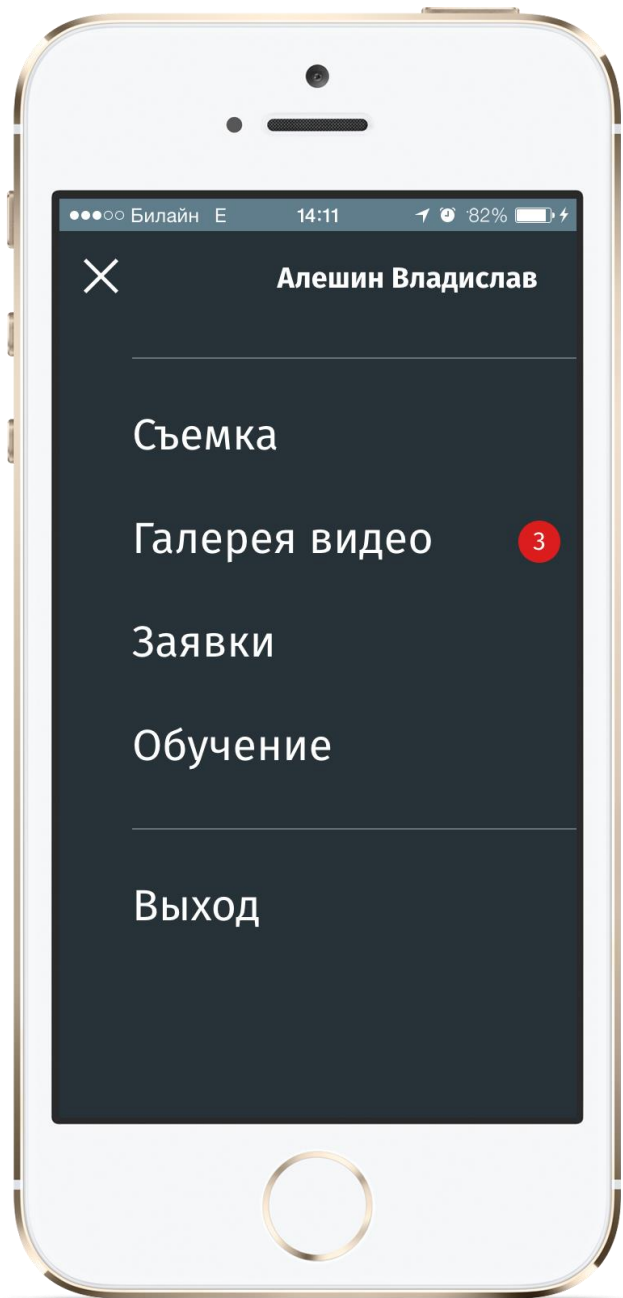 Билайн E 14:11 82%
Алешин Владислав
Съемка
Галерея видео 3
Заявки
Обучение
Выход